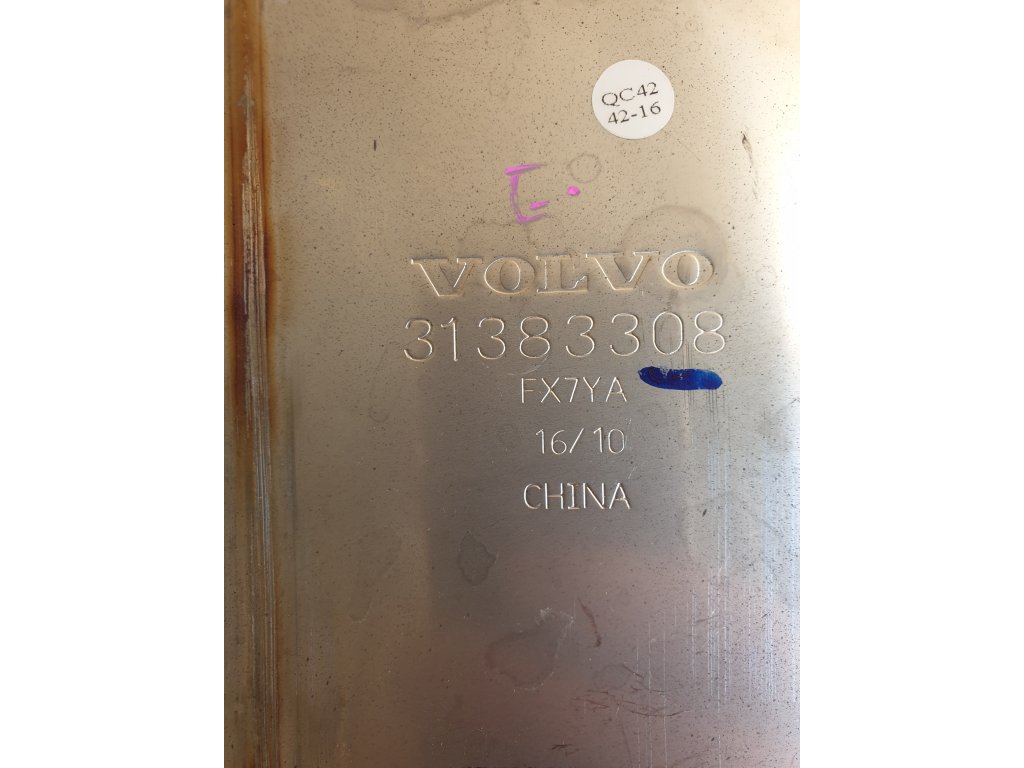 QC42
42-16
VOLVO
31383308
FX7YA
16/10
CHINA